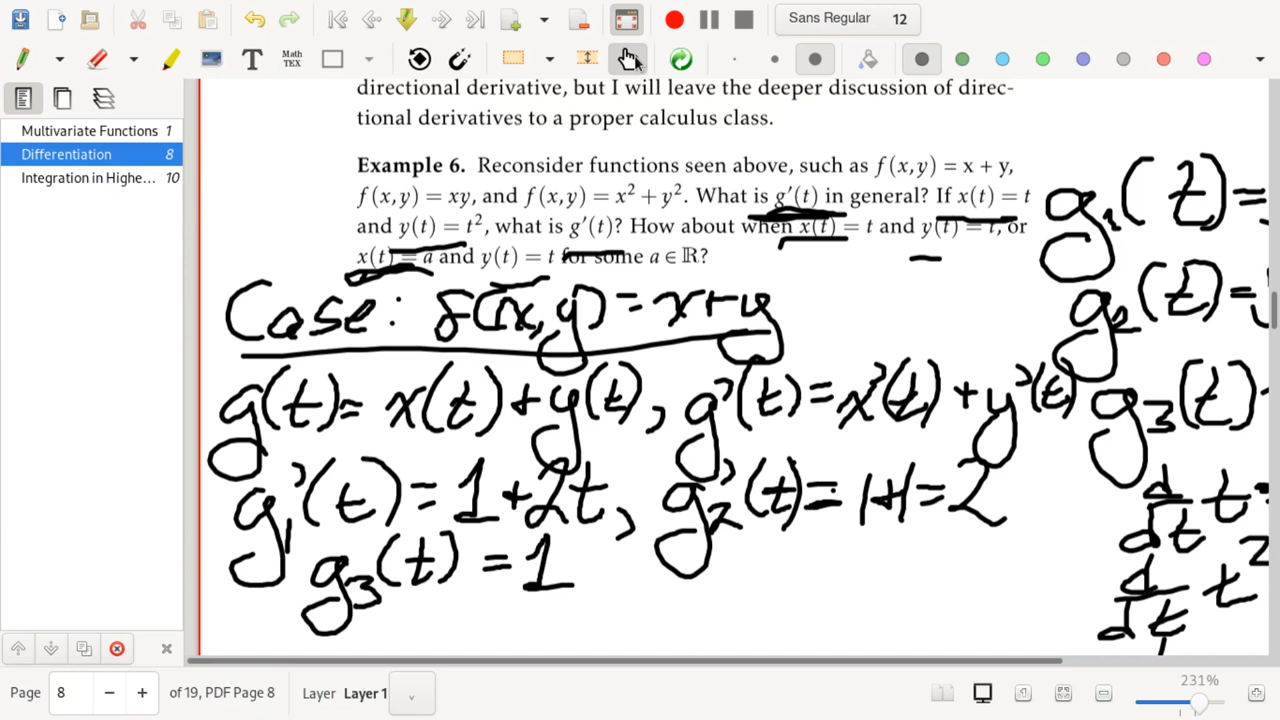 Sans Regular 12
Math
TEX
Multivariate Functions 1
Differentiation 8
Integration in Highe... 10
directional derivative, but I will leave the deeper discussion of direc-
tional derivatives to a proper calculus class.
Example 6. Reconsider functions seen above, such as f(x,y) = x + y,
f(x,y) = xy, and f(x,y) = x² + y². What is g′(t) in general? If x(t) = t
and y(t) = t², what is g′(t)? How about when x(t) = t and y(t) = t, or
x(t) = a and y(t) = t for some a ∈ ℝ?
Case: f(x,y) = x+y
g(t) = x(t) + y(t), g'(t) = x'(t) + y'(t)
g₁'(t) = 1+2t, g₂'(t) = 1+1 = 2
g₃(t) = 1
g₁(t) =
g₂(t) =
g₃(t)
d/dt t
d/dt t²
Page 8 of 19, PDF Page 8 Layer Layer 1 231%